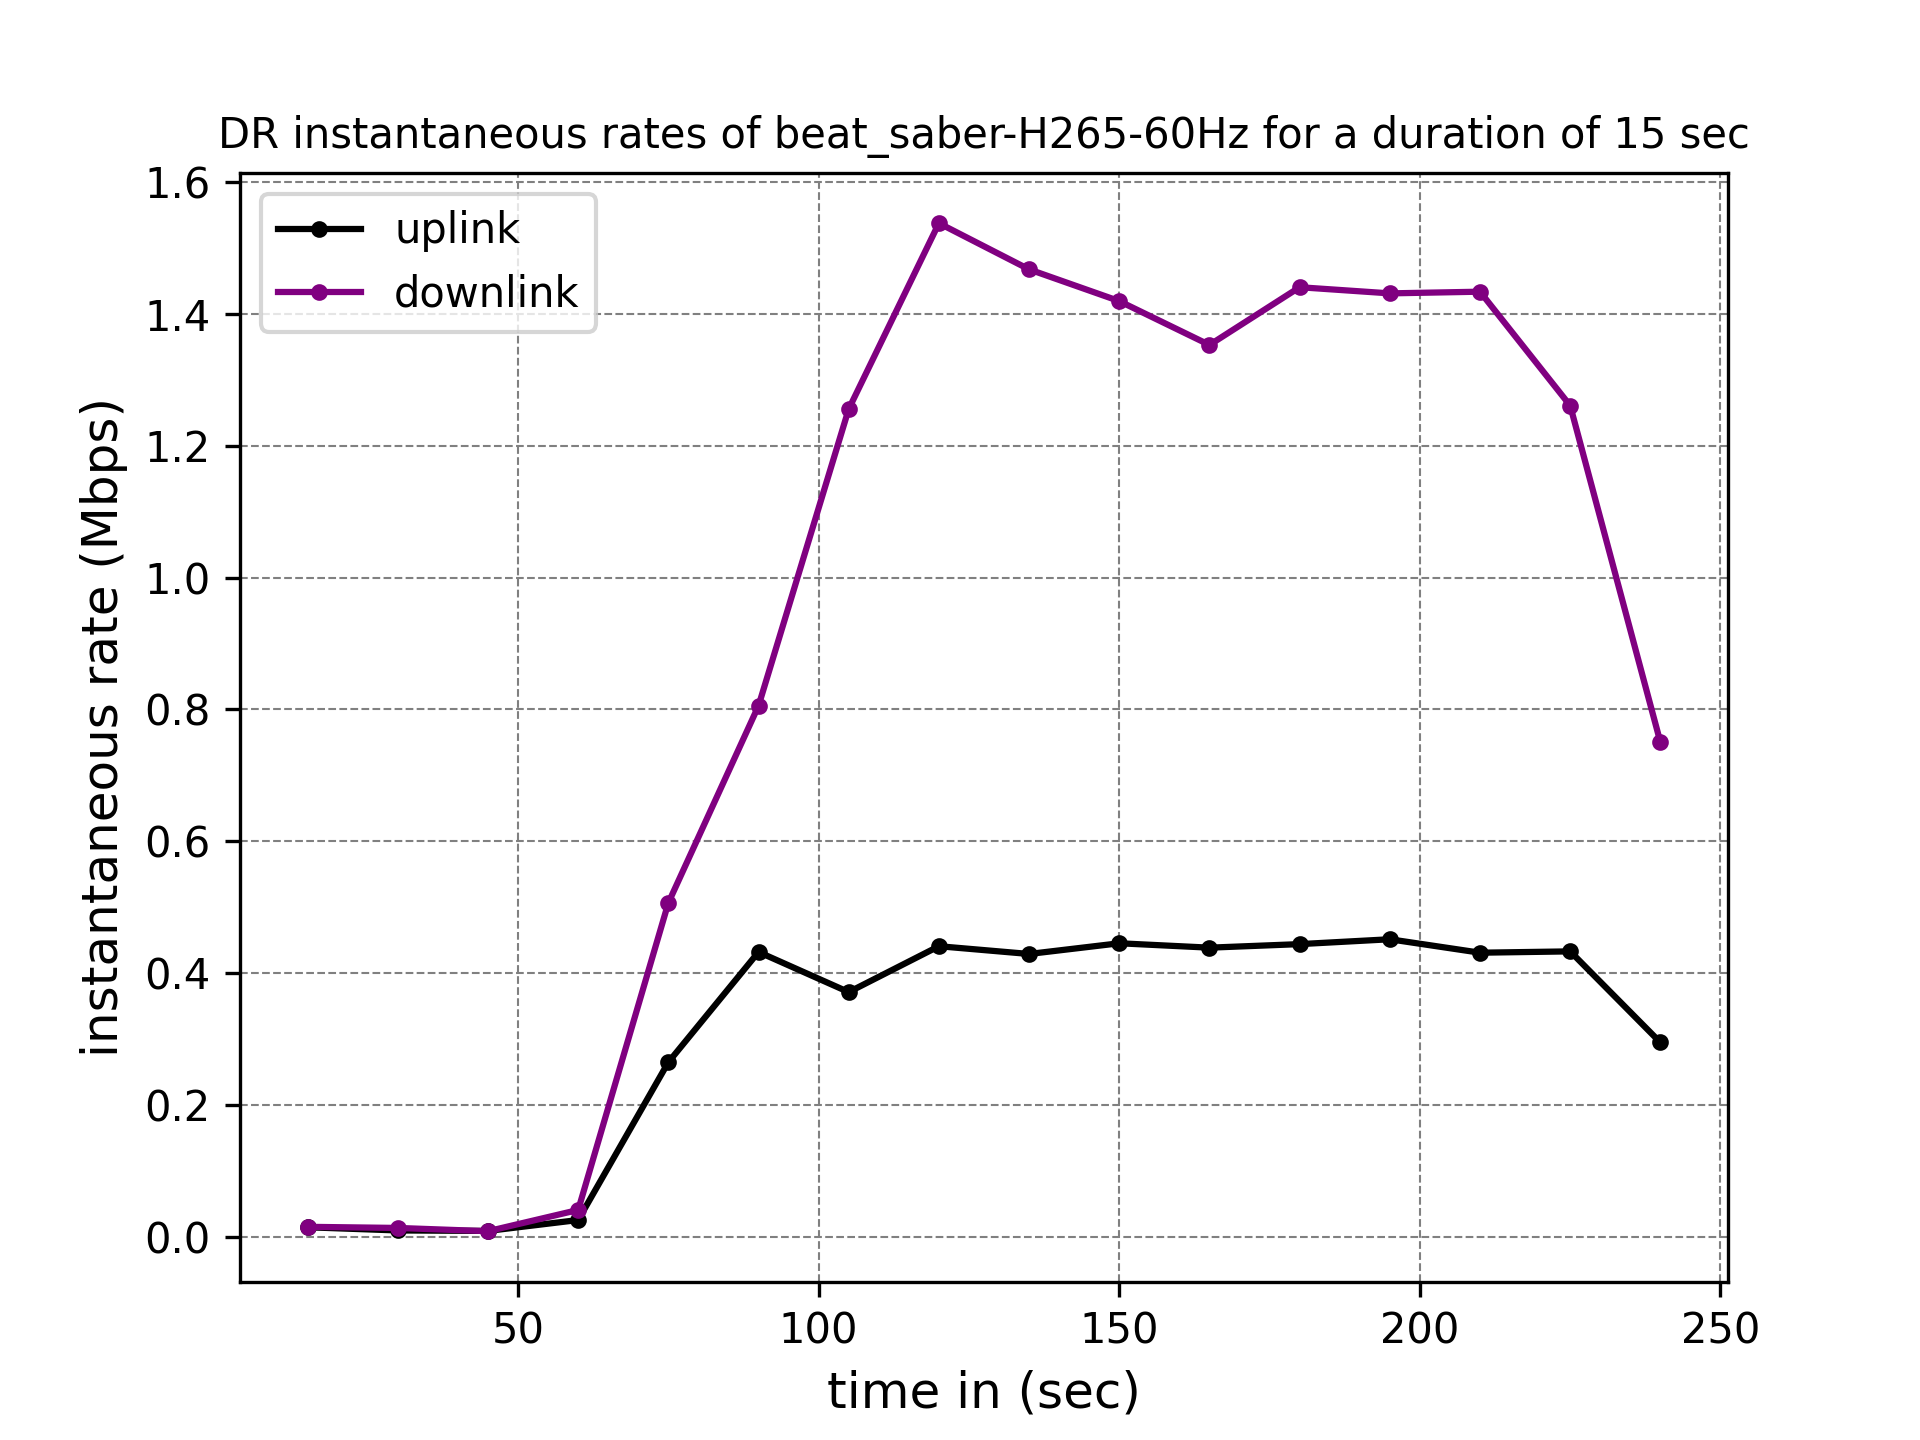 DR instantaneous rates of beat_saber-H265-60Hz for a duration of 15 sec
uplink
downlink
instantaneous rate (Mbps)
1.6
1.4
1.2
1.0
0.8
0.6
0.4
0.2
0.0
50 100 150 200 250
time in (sec)